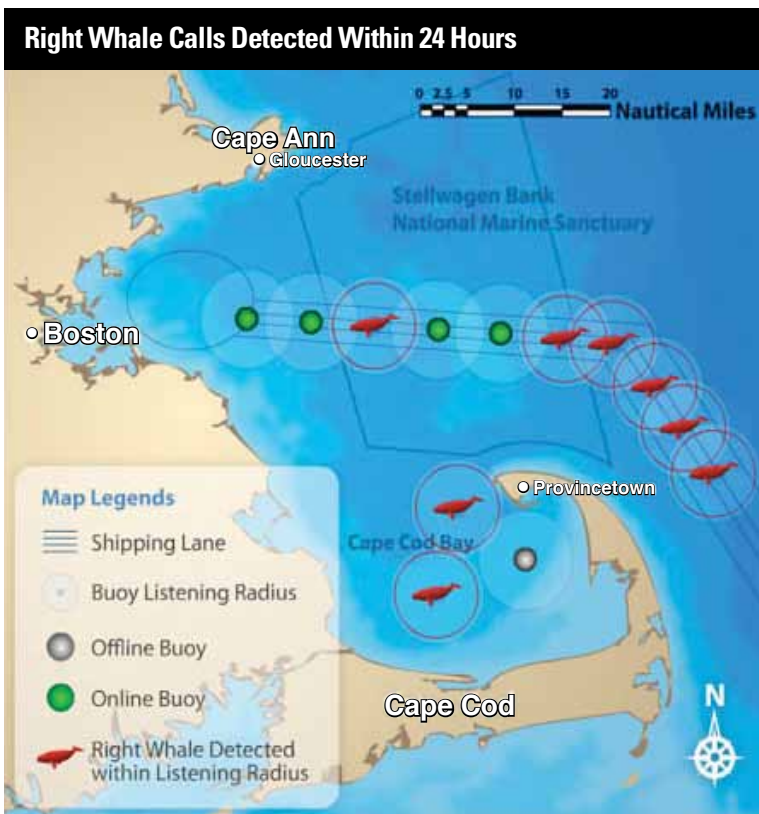 Right Whale Calls Detected Within 24 Hours
0 2.5 5 10 15 20
Nautical Miles
Cape Ann
Gloucester
Stellwagen Bank
National Marine Sanctuary
Boston
Provincetown
Cape Cod Bay
Map Legends
Shipping Lane
Buoy Listening Radius
Offline Buoy
Online Buoy
Right Whale Detected
within Listening Radius
Cape Cod
N